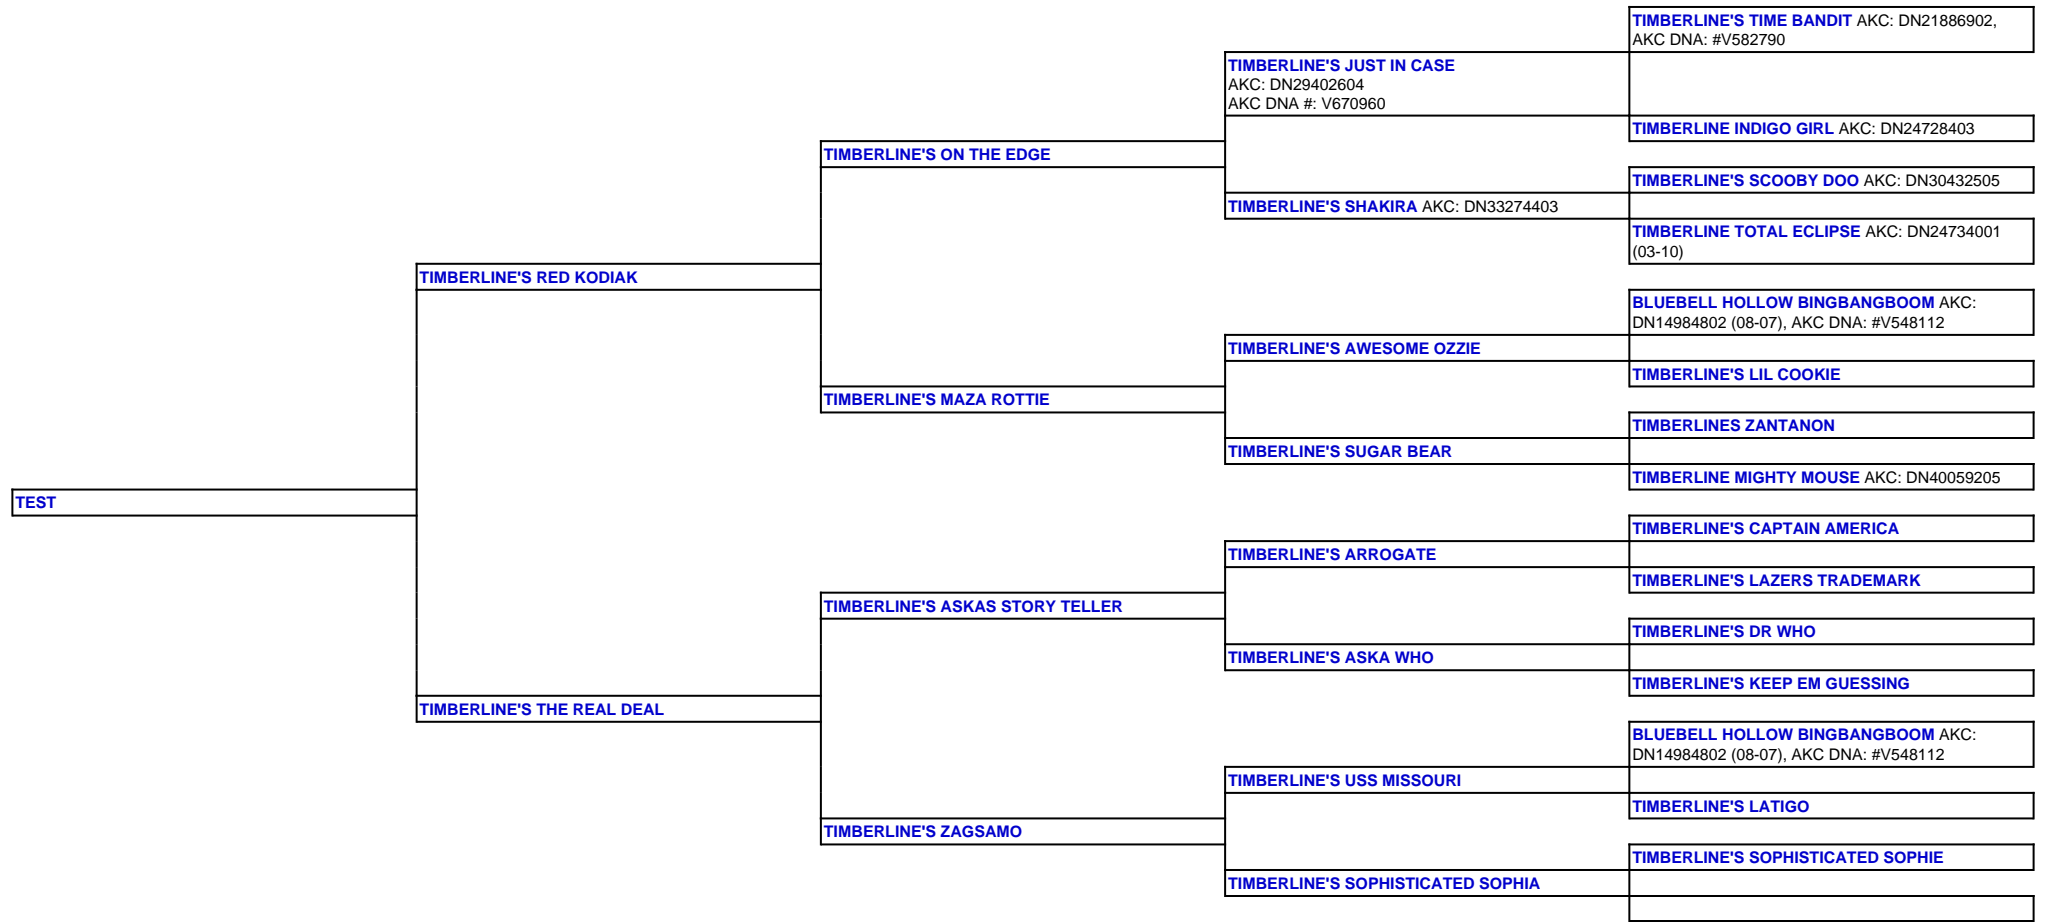 TEST
TIMBERLINE'S RED KODIAK
TIMBERLINE'S THE REAL DEAL
TIMBERLINE'S ON THE EDGE
TIMBERLINE'S MAZA ROTTIE
TIMBERLINE'S ASKAS STORY TELLER
TIMBERLINE'S ZAGSAMO
TIMBERLINE'S JUST IN CASE
AKC: DN29402604
AKC DNA #: V670960
TIMBERLINE'S SHAKIRA AKC: DN33274403
TIMBERLINE'S AWESOME OZZIE
TIMBERLINE'S SUGAR BEAR
TIMBERLINE'S ARROGATE
TIMBERLINE'S ASKA WHO
TIMBERLINE'S USS MISSOURI
TIMBERLINE'S SOPHISTICATED SOPHIA
TIMBERLINE'S TIME BANDIT AKC: DN21886902,
AKC DNA: #V582790
TIMBERLINE INDIGO GIRL AKC: DN24728403
TIMBERLINE'S SCOOBY DOO AKC: DN30432505
TIMBERLINE TOTAL ECLIPSE AKC: DN24734001
(03-10)
BLUEBELL HOLLOW BINGBANGBOOM AKC:
DN14984802 (08-07), AKC DNA: #V548112
TIMBERLINE'S LIL COOKIE
TIMBERLINES ZANTANON
TIMBERLINE MIGHTY MOUSE AKC: DN40059205
TIMBERLINE'S CAPTAIN AMERICA
TIMBERLINE'S LAZERS TRADEMARK
TIMBERLINE'S DR WHO
TIMBERLINE'S KEEP EM GUESSING
BLUEBELL HOLLOW BINGBANGBOOM AKC:
DN14984802 (08-07), AKC DNA: #V548112
TIMBERLINE'S LATIGO
TIMBERLINE'S SOPHISTICATED SOPHIE